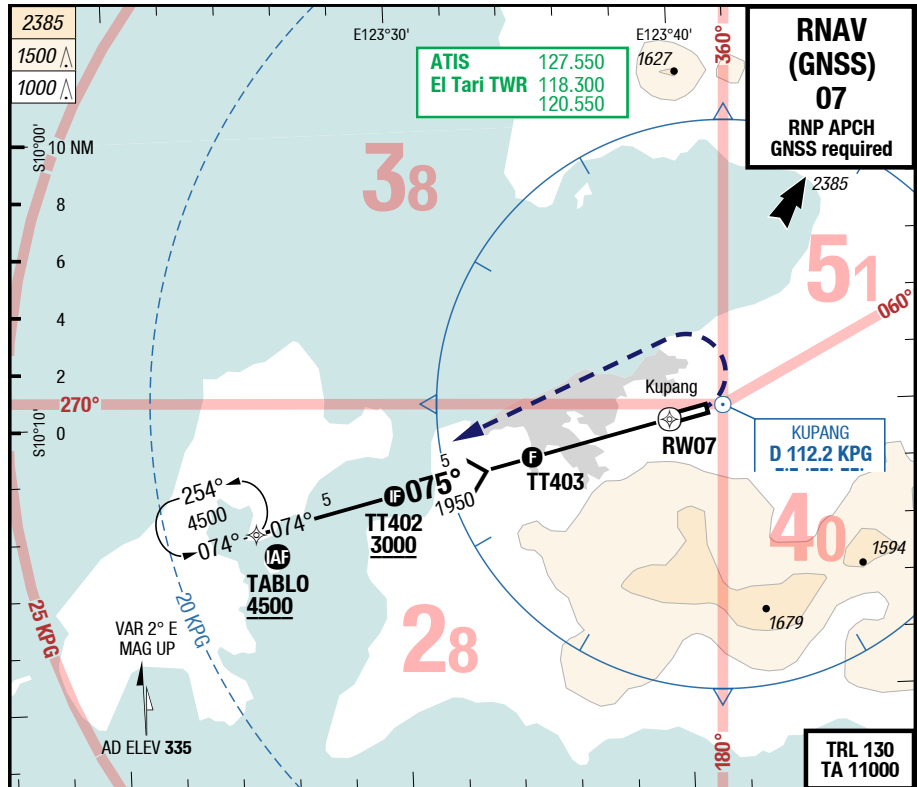 2385
1500
1000
E123°30'
E123°40'
360°
RNAV
(GNSS)
07
RNP APCH
GNSS required
ATIS 127.550
El Tari TWR 118.300
120.550
1627
S10°00'
10 NM
8
6
4
2
0
S10°10'
38
2385
51
060°
270°
Kupang
RW07
KUPANG
D 112.2 KPG
F
TT403
5
075°
1950
IF
TT402
3000
5
254°
4500
074°
074°
IAF
TABLO
4500
40
1594
1679
28
25 KPG
20 KPG
VAR 2° E
MAG UP
AD ELEV 335
180°
TRL 130
TA 11000